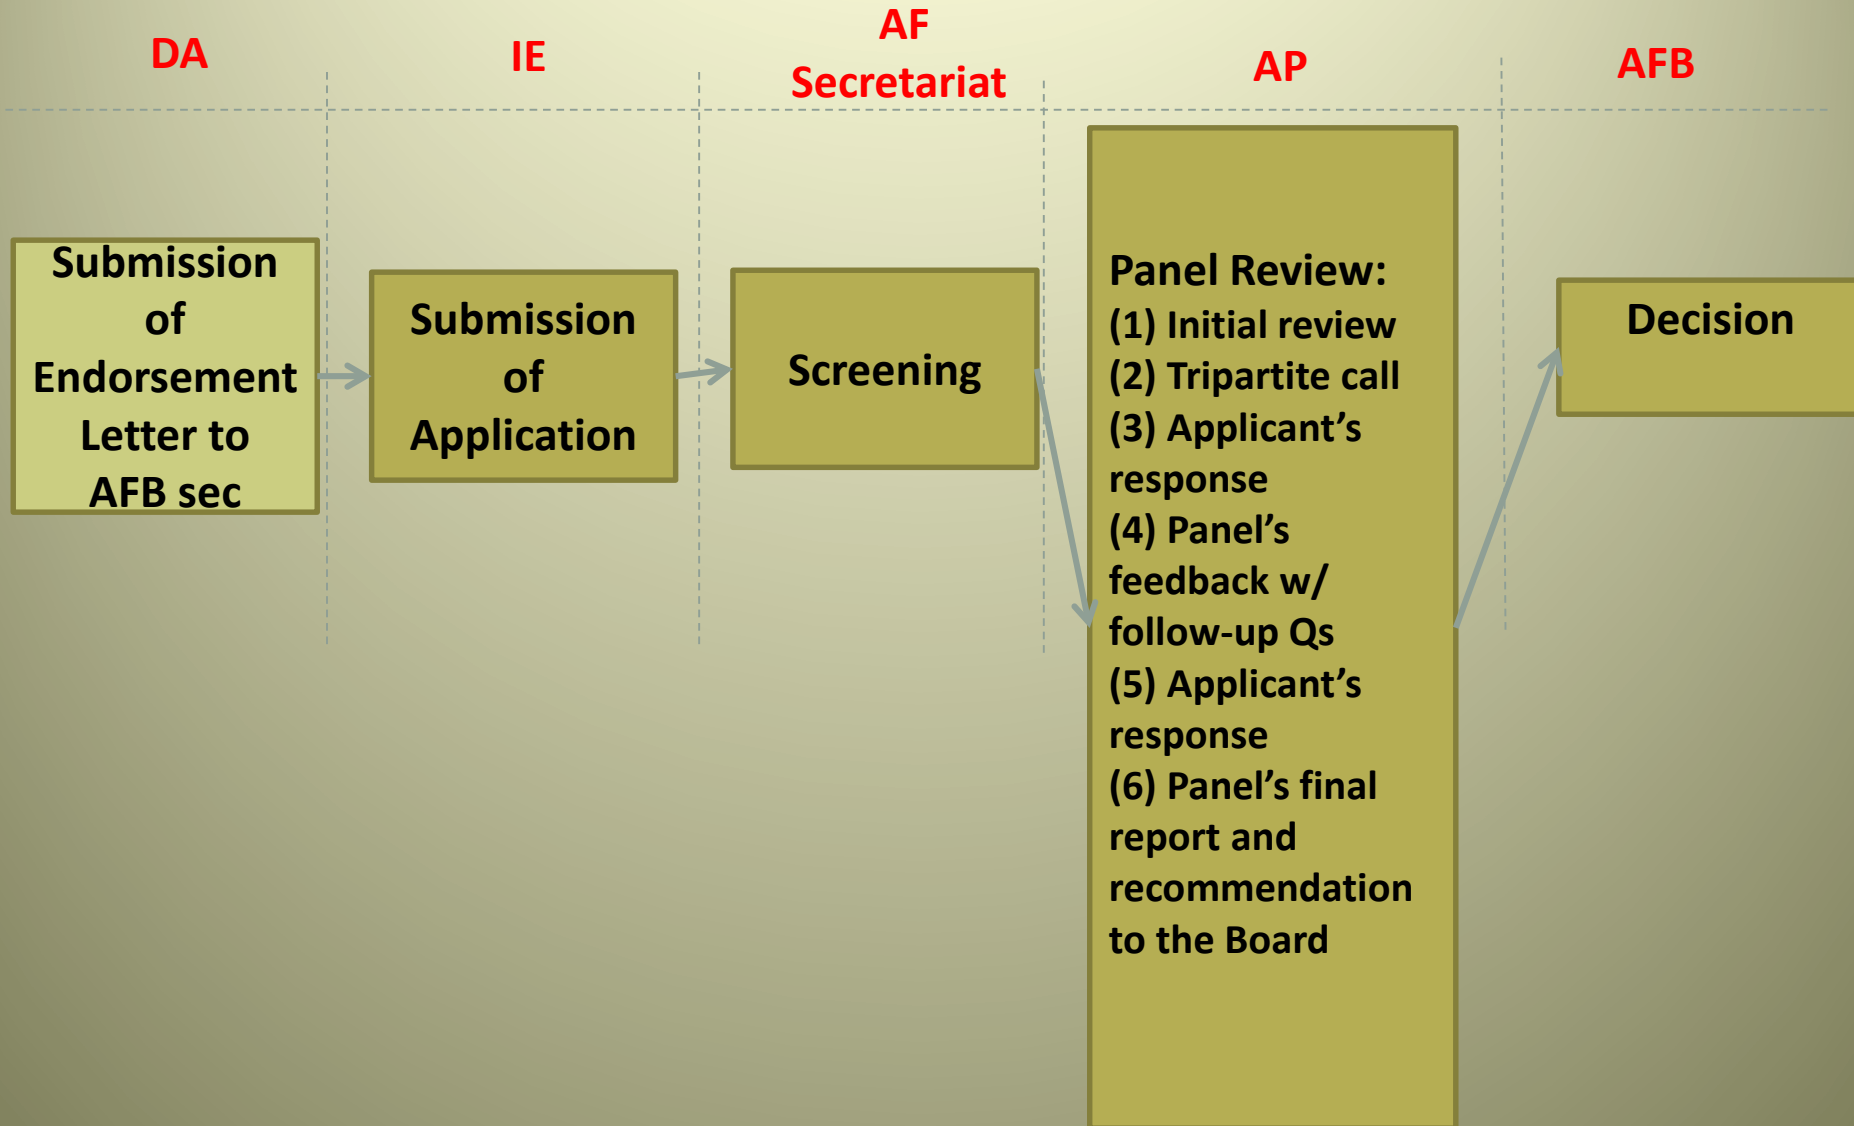 DA
IE
AF
Secretariat
AP
AFB
Submission
of
Endorsement
Letter to
AFB sec
Submission
of
Application
Screening
Panel Review:
(1) Initial review
(2) Tripartite call
(3) Applicant’s
response
(4) Panel’s
feedback w/
follow-up Qs
(5) Applicant’s
response
(6) Panel’s final
report and
recommendation
to the Board
Decision